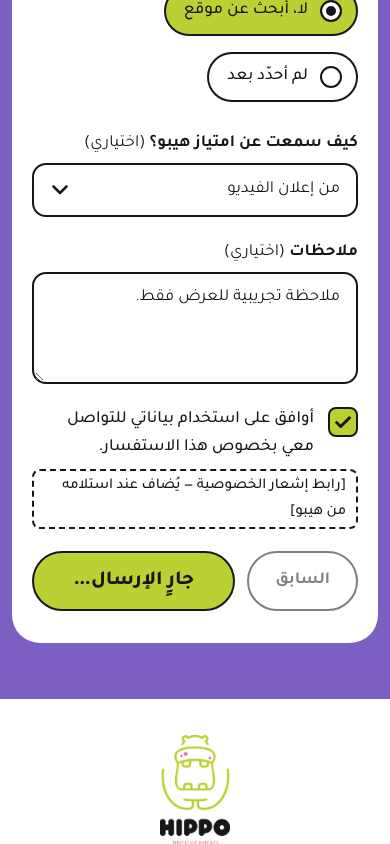 لا، أبحث عن موقع
لم أحدّد بعد
كيف سمعت عن امتياز هيبو؟ (اختياري)
من إعلان الفيديو
ملاحظات (اختياري)
ملاحظة تجريبية للعرض فقط.
أوافق على استخدام بياناتي للتواصل
معي بخصوص هذا الاستفسار.
[رابط إشعار الخصوصية – يُضاف عند استلامه
من هيبو]
السابق
جارٍ الإرسال...
HIPPO
BRIOCHE BREAD